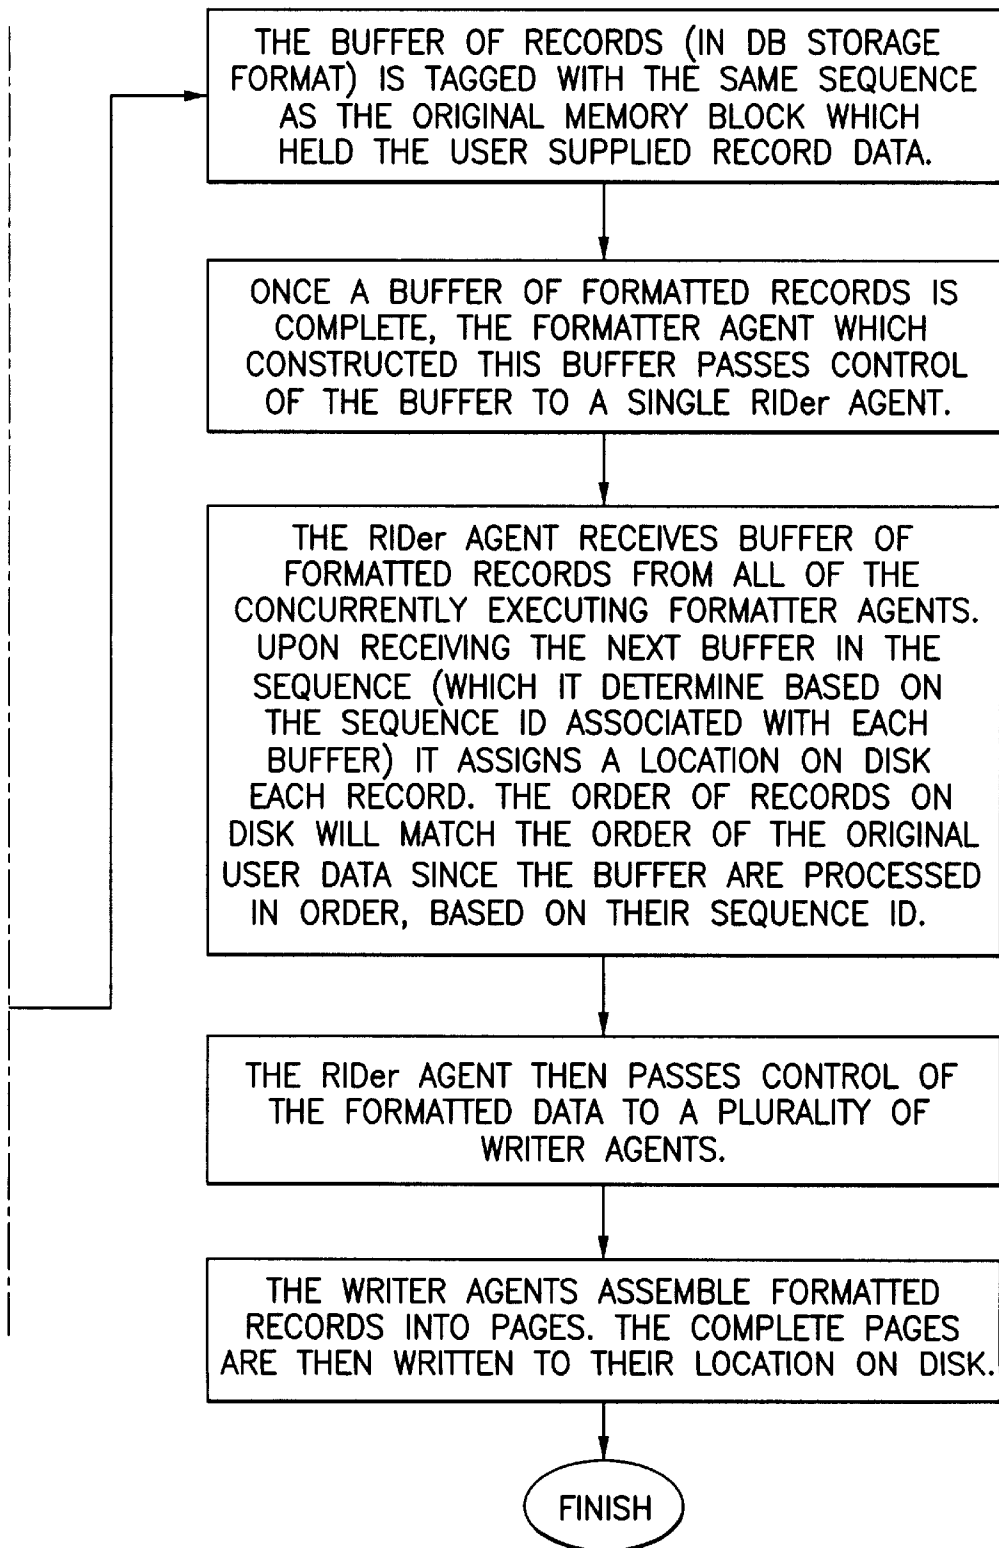 THE BUFFER OF RECORDS (IN DB STORAGE
FORMAT) IS TAGGED WITH THE SAME SEQUENCE
AS THE ORIGINAL MEMORY BLOCK WHICH
HELD THE USER SUPPLIED RECORD DATA.
ONCE A BUFFER OF FORMATTED RECORDS IS
COMPLETE, THE FORMATTER AGENT WHICH
CONSTRUCTED THIS BUFFER PASSES CONTROL
OF THE BUFFER TO A SINGLE RIDer AGENT.
THE RIDer AGENT RECEIVES BUFFER OF
FORMATTED RECORDS FROM ALL OF THE
CONCURRENTLY EXECUTING FORMATTER AGENTS.
UPON RECEIVING THE NEXT BUFFER IN THE
SEQUENCE (WHICH IT DETERMINE BASED ON
THE SEQUENCE ID ASSOCIATED WITH EACH
BUFFER) IT ASSIGNS A LOCATION ON DISK
EACH RECORD. THE ORDER OF RECORDS ON
DISK WILL MATCH THE ORDER OF THE ORIGINAL
USER DATA SINCE THE BUFFER ARE PROCESSED
IN ORDER, BASED ON THEIR SEQUENCE ID.
THE RIDer AGENT THEN PASSES CONTROL OF
THE FORMATTED DATA TO A PLURALITY OF
WRITER AGENTS.
THE WRITER AGENTS ASSEMBLE FORMATTED
RECORDS INTO PAGES. THE COMPLETE PAGES
ARE THEN WRITTEN TO THEIR LOCATION ON DISK.
FINISH